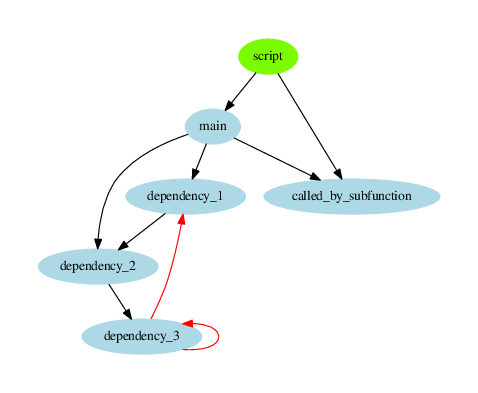 script
main
dependency_1
called_by_subfunction
dependency_2
dependency_3